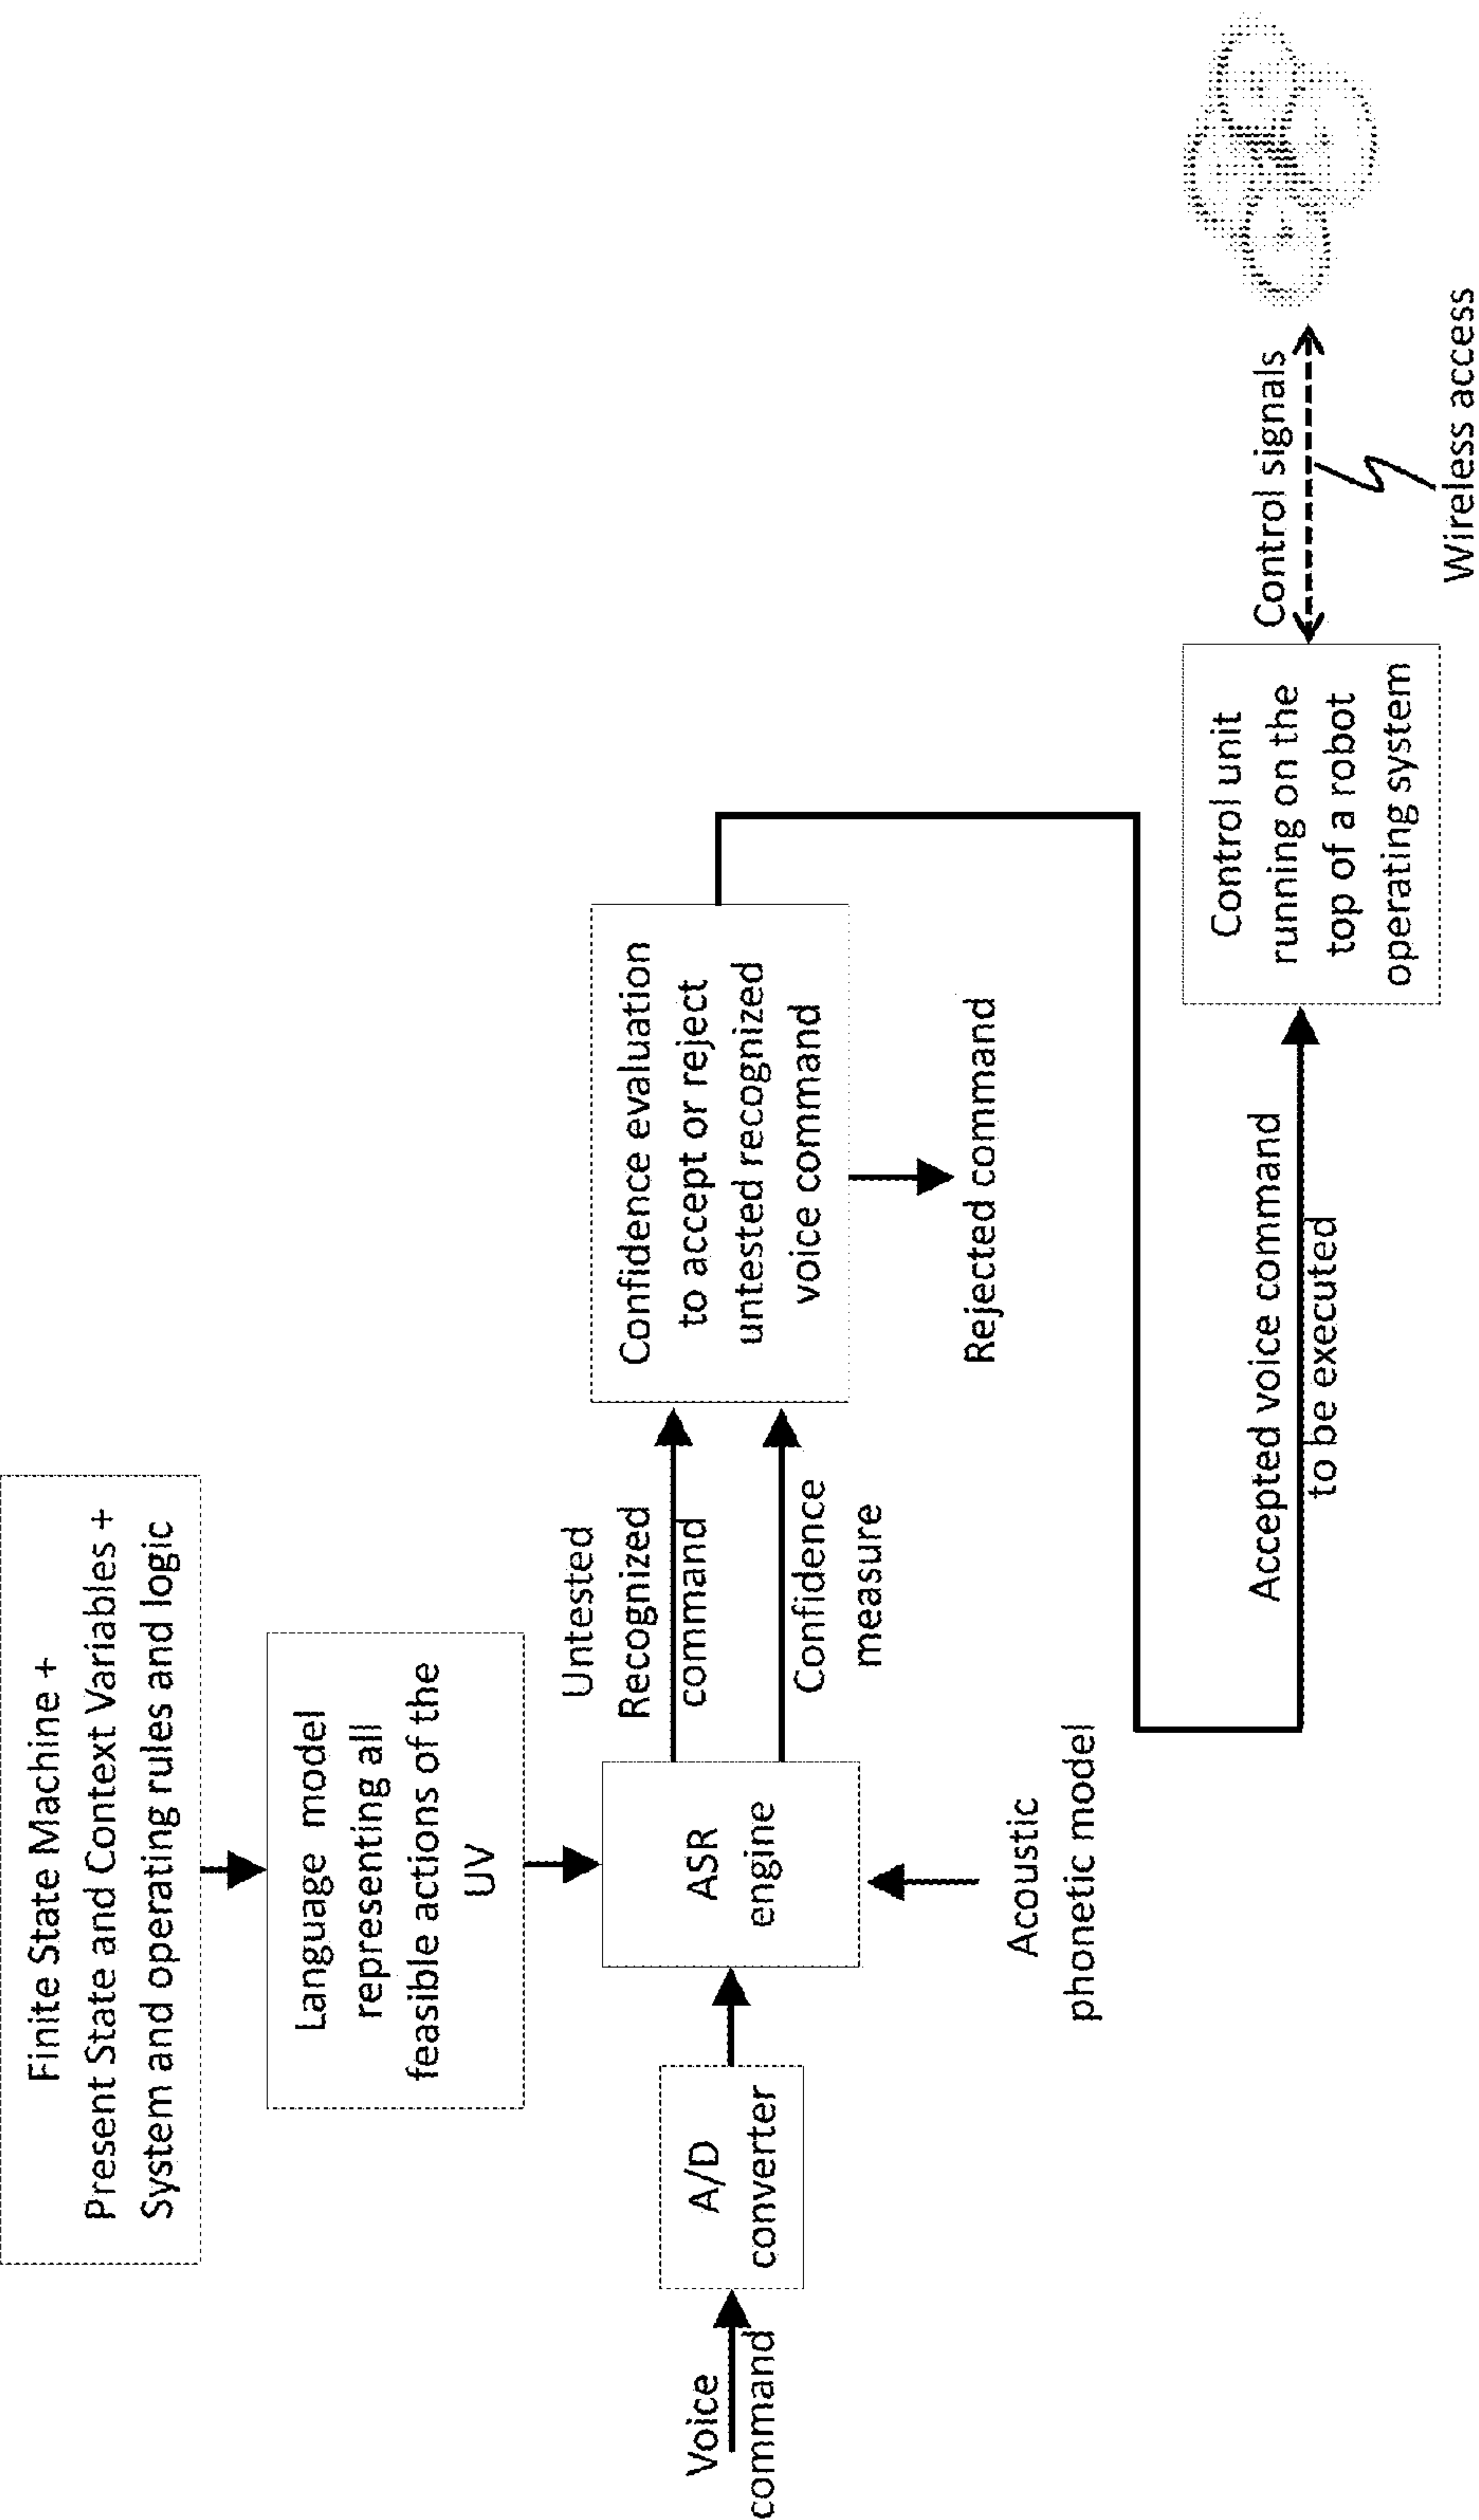 Finite State Machine +
Present State and Context Variables +
System and operating rules and logic
Language model
representing all
feasible actions of the
UV
Voice
command
A/D
converter
ASR
engine
Acoustic
phonetic model
Untested
Recognized
command
Confidence
measure
Confidence evaluation
to accept or reject
untested recognized
voice command
Rejected command
Accepted voice command
to be executed
Control unit
running on the
top of a robot
operating system
Control signals
Wireless access